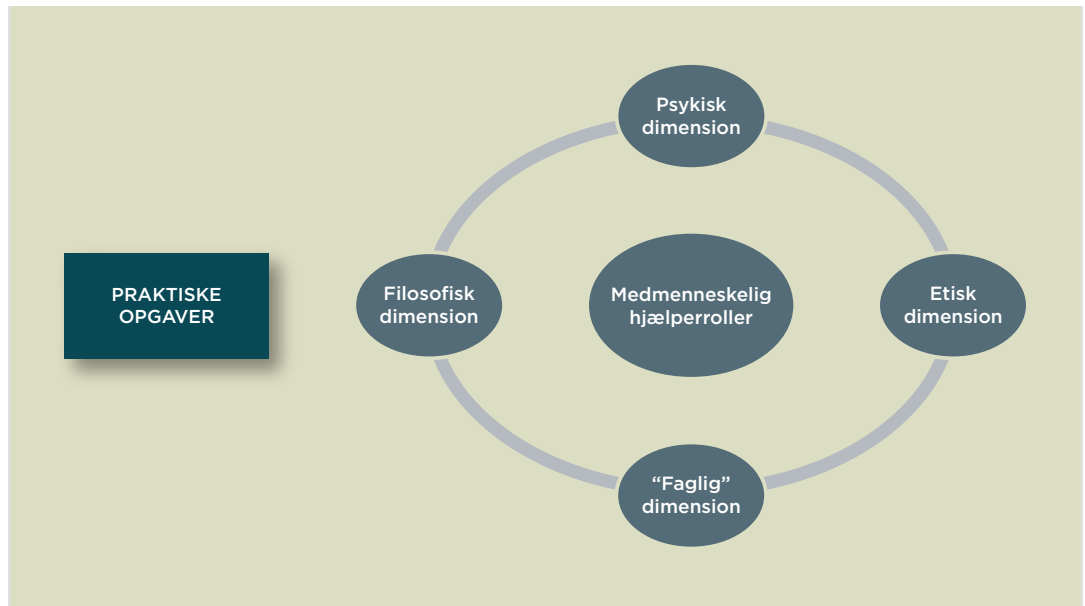 Psykisk
dimension
PRAKTISKE
OPGAVER
Filosofisk
dimension
Medmenneskelig
hjælperroller
Etisk
dimension
“Faglig”
dimension